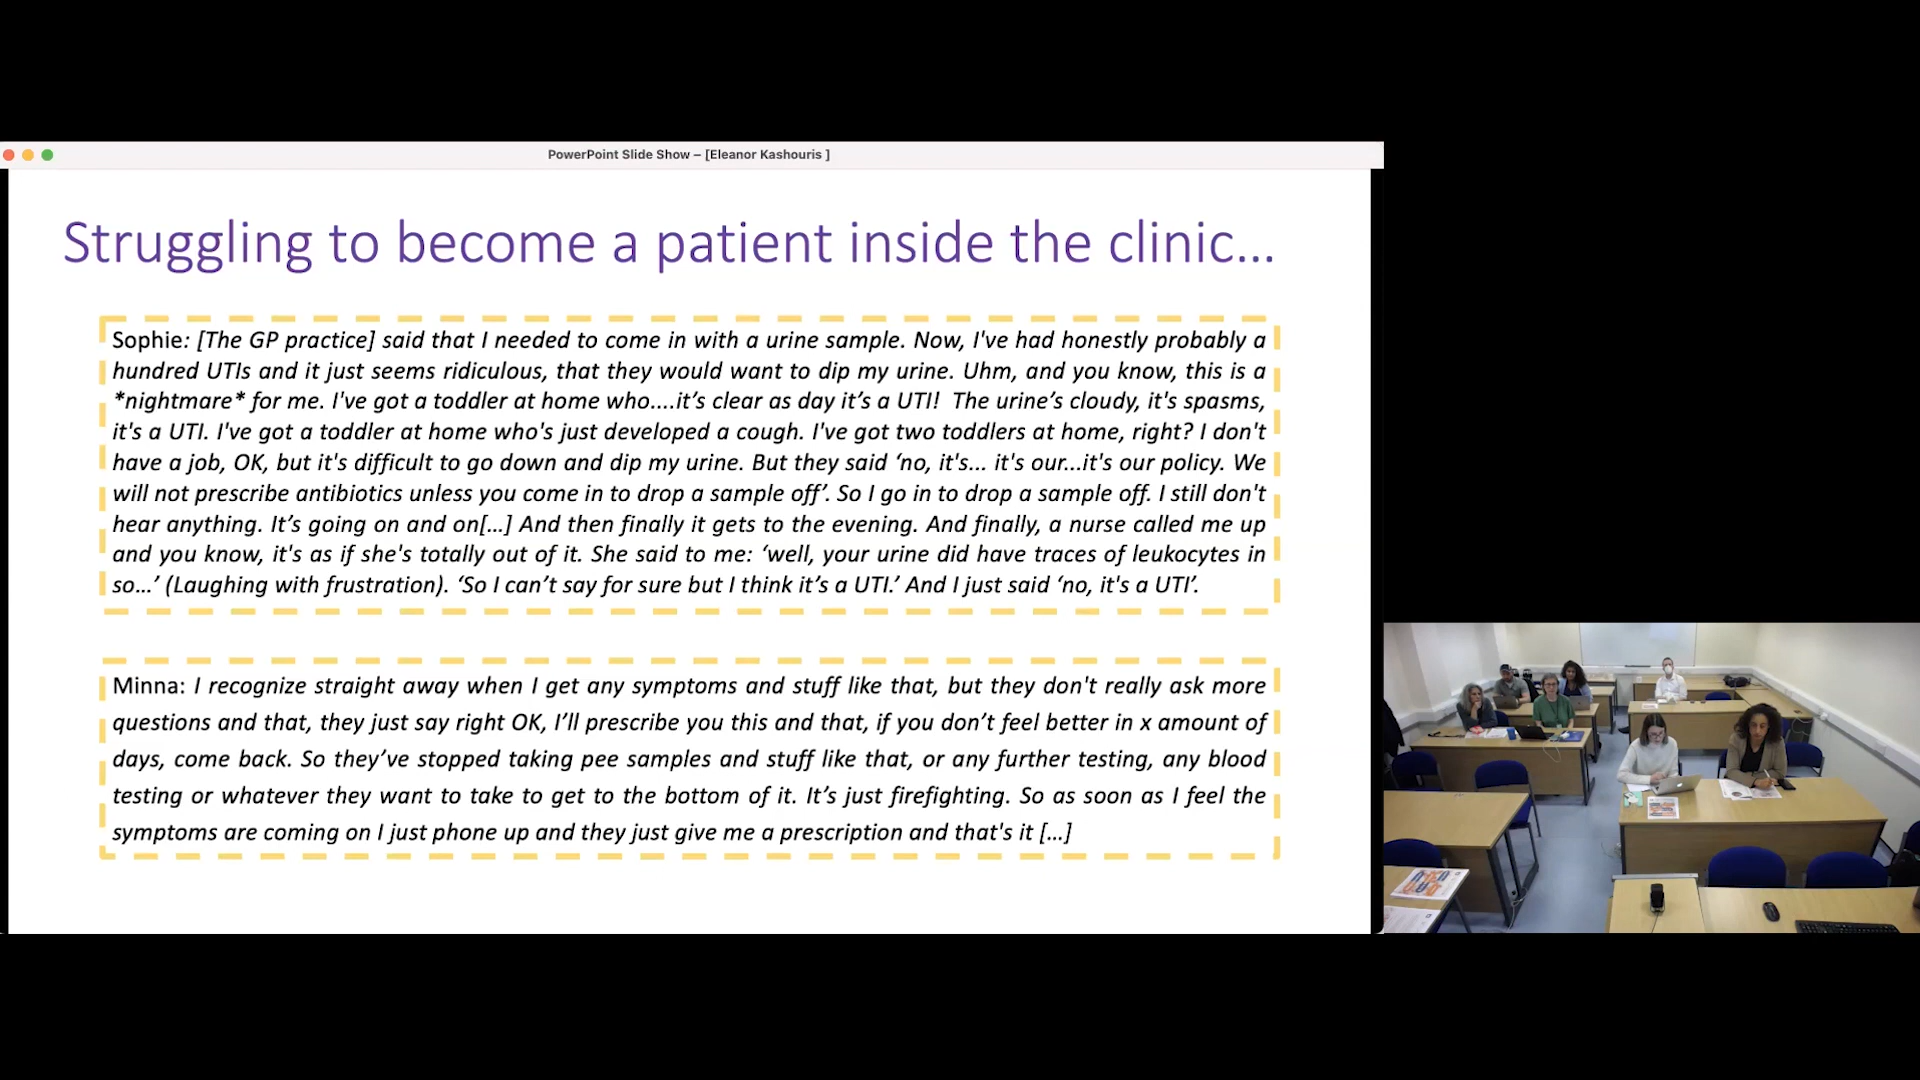 PowerPoint Slide Show – [Eleanor Kashouris ]
Struggling to become a patient inside the clinic...
Sophie: [The GP practice] said that I needed to come in with a urine sample. Now, I've had honestly probably a
hundred UTIs and it just seems ridiculous, that they would want to dip my urine. Uhm, and you know, this is a
*nightmare* for me. I've got a toddler at home who....it’s clear as day it’s a UTI!  The urine’s cloudy, it's spasms,
it's a UTI. I've got a toddler at home who's just developed a cough. I've got two toddlers at home, right? I don't
have a job, OK, but it's difficult to go down and dip my urine. But they said ‘no, it's... it's our...it's our policy. We
will not prescribe antibiotics unless you come in to drop a sample off’. So I go in to drop a sample off. I still don't
hear anything. It’s going on and on[...] And then finally it gets to the evening. And finally, a nurse called me up
and you know, it's as if she's totally out of it. She said to me: ‘well, your urine did have traces of leukocytes in
so...’ (Laughing with frustration). ‘So I can’t say for sure but I think it’s a UTI.’ And I just said ‘no, it's a UTI’.
Minna: I recognize straight away when I get any symptoms and stuff like that, but they don't really ask more
questions and that, they just say right OK, I’ll prescribe you this and that, if you don’t feel better in x amount of
days, come back. So they’ve stopped taking pee samples and stuff like that, or any further testing, any blood
testing or whatever they want to take to get to the bottom of it. It’s just firefighting. So as soon as I feel the
symptoms are coming on I just phone up and they just give me a prescription and that's it [...]